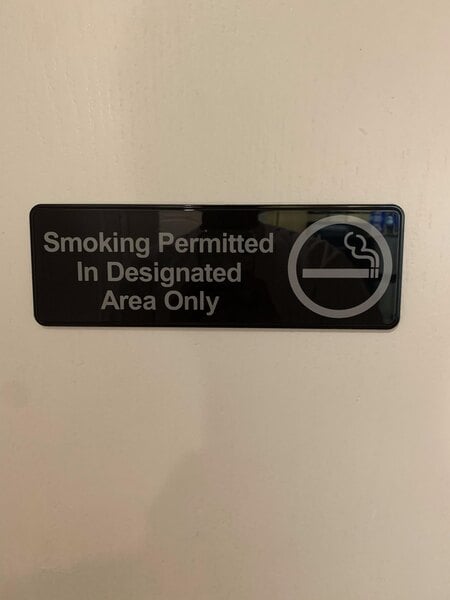 Smoking Permitted
In Designated
Area Only